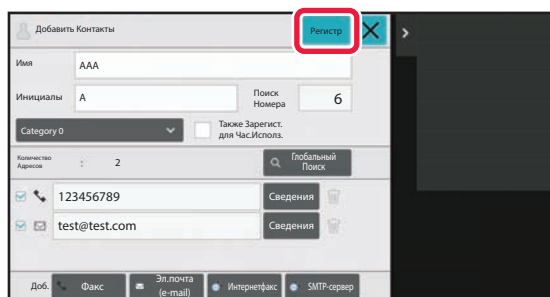 Добавить Контакты
Регистр
Имя
AAA
Инициалы
A
Поиск
Номера
6
Category 0
Также Зарегист.
для Час.Исполз.
Количество
Адресов
:
2
Глобальный
Поиск
123456789
Сведения
test@test.com
Сведения
Доб.
Факс
Эл.почта
(e-mail)
Интернетфакс
SMTP-сервер